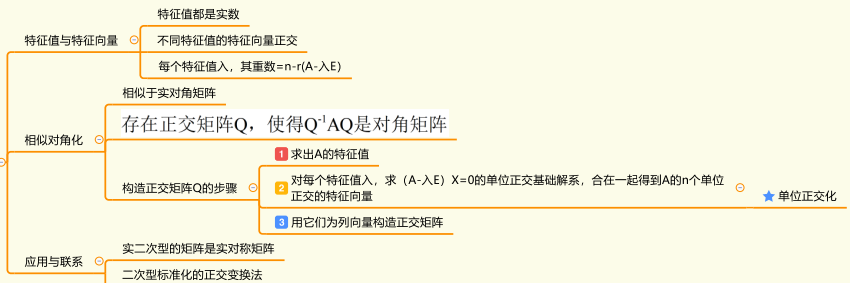 特征值与特征向量
特征值都是实数
不同特征值的特征向量正交
每个特征值入，其重数=n-r(A-入E)
相似对角化
相似于实对角矩阵
存在正交矩阵Q，使得Q⁻¹AQ是对角矩阵
构造正交矩阵Q的步骤
1 求出A的特征值
2 对每个特征值入，求（A-入E）X=0的单位正交基础解系，合在一起得到A的n个单位
正交的特征向量
单位正交化
3 用它们为列向量构造正交矩阵
应用与联系
实二次型的矩阵是实对称矩阵
二次型标准化的正交变换法